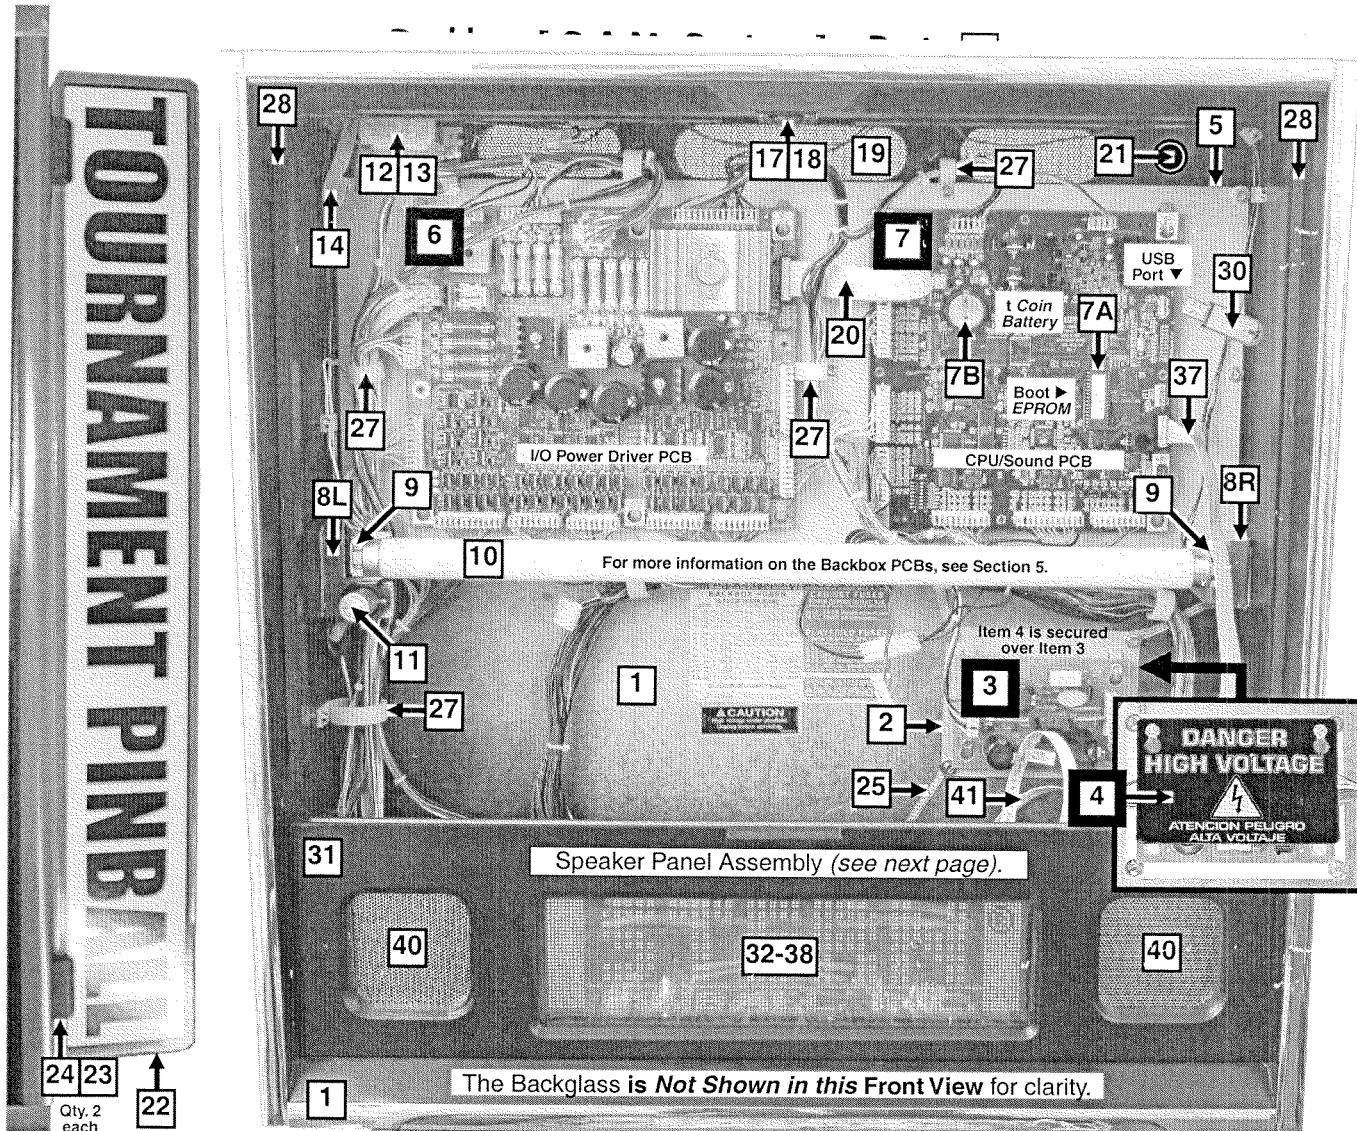 TOURNAMENT PINBALL
28
12 13
17 18
19
21
5
28
27
14
6
7
USB
Port ▼
30
t Coin
Battery
7A
20
7B
Boot ►
EPROM
37
27
27
I/O Power Driver PCB
CPU/Sound PCB
8L
9
9
8R
10
For more information on the Backbox PCBs, see Section 5.
BACKBOX FUSES
CABINET FUSES
Item 4 is secured
over Item 3
11
1
3
27
⚠ CAUTION
2
25
41
4
DANGER
HIGH VOLTAGE
ATENCION PELIGRO
ALTA VOLTAJE
31
Speaker Panel Assembly (see next page).
40
32-38
40
24 23
Qty. 2
each
22
1
The Backglass is Not Shown in this Front View for clarity.